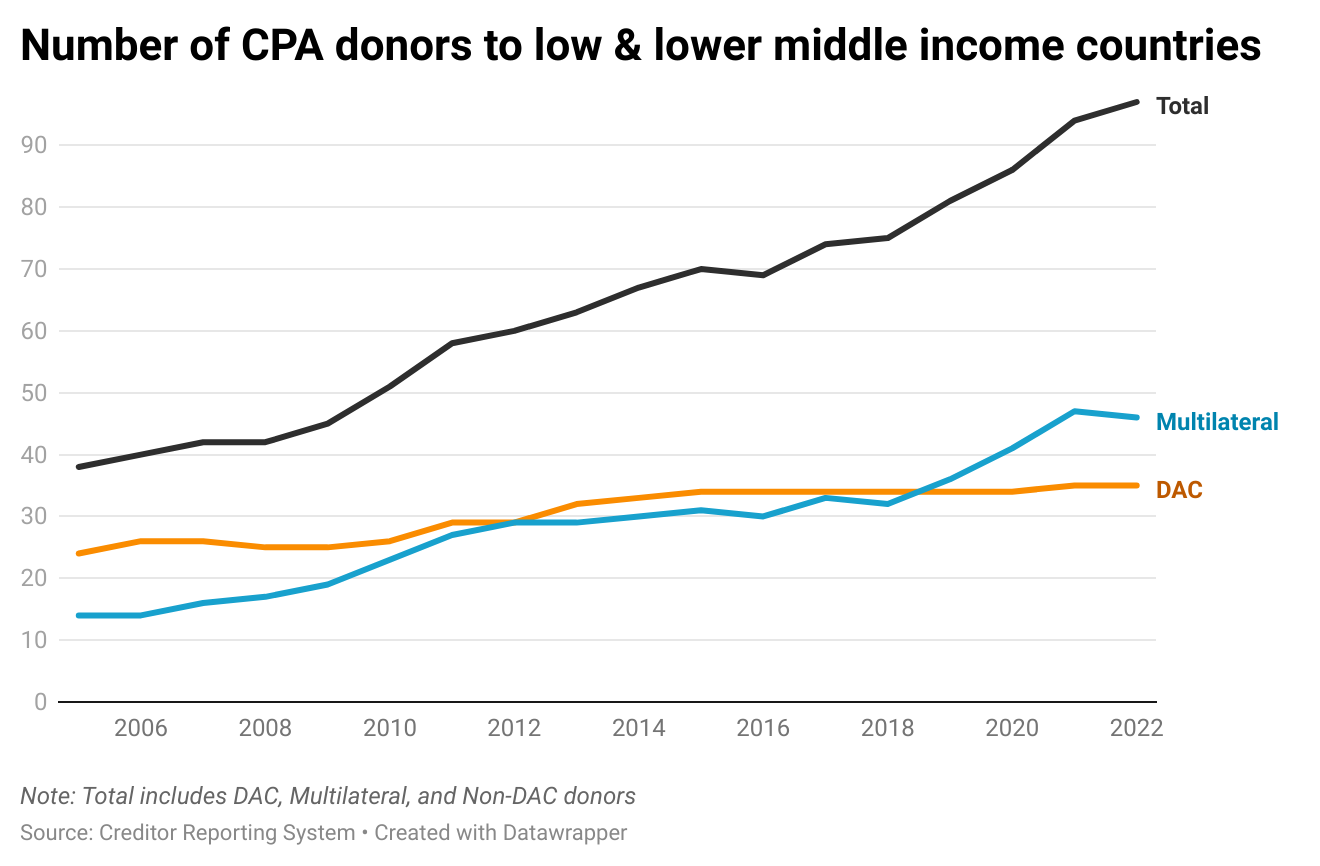 Number of CPA donors to low & lower middle income countries
Total
90
80
70
60
50
Multilateral
40
DAC
30
20
10
0
2006 2008 2010 2012 2014 2016 2018 2020 2022
Note: Total includes DAC, Multilateral, and Non-DAC donors
Source: Creditor Reporting System • Created with Datawrapper